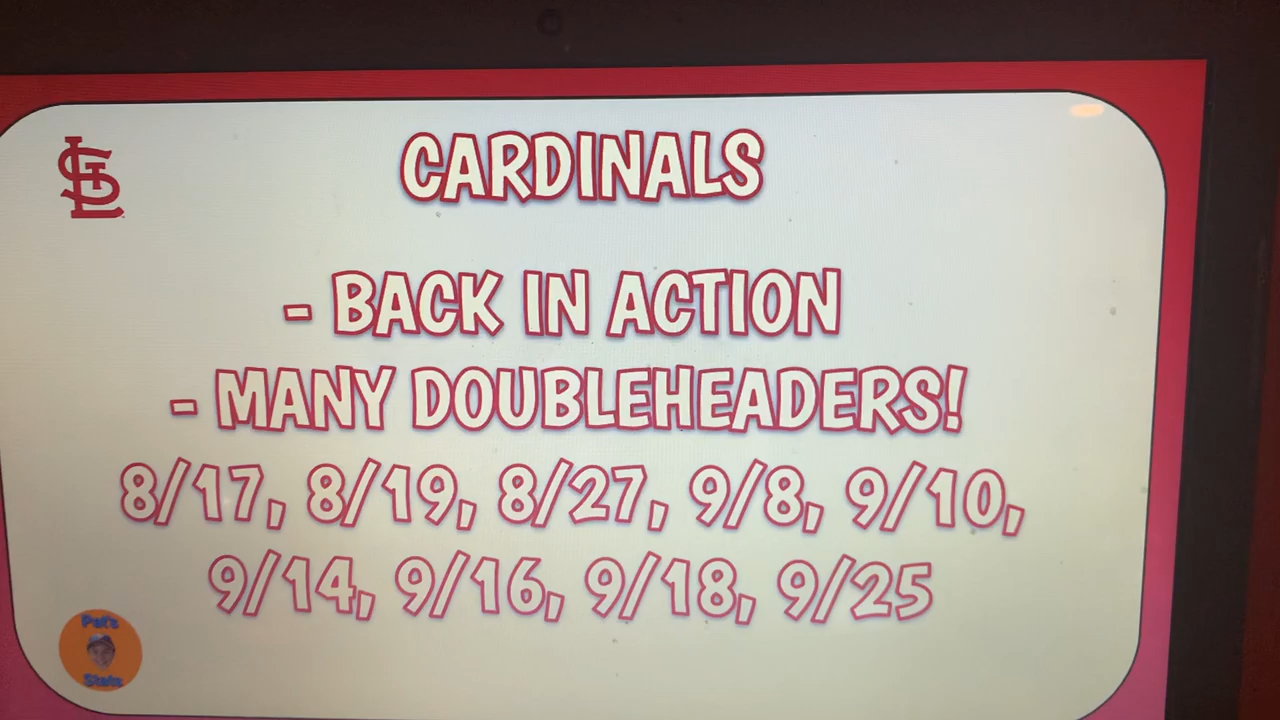 STL
CARDINALS
- BACK IN ACTION
- MANY DOUBLEHEADERS!
8/17, 8/19, 8/27, 9/8, 9/10,
9/14, 9/16, 9/18, 9/25
Pat's
Stats